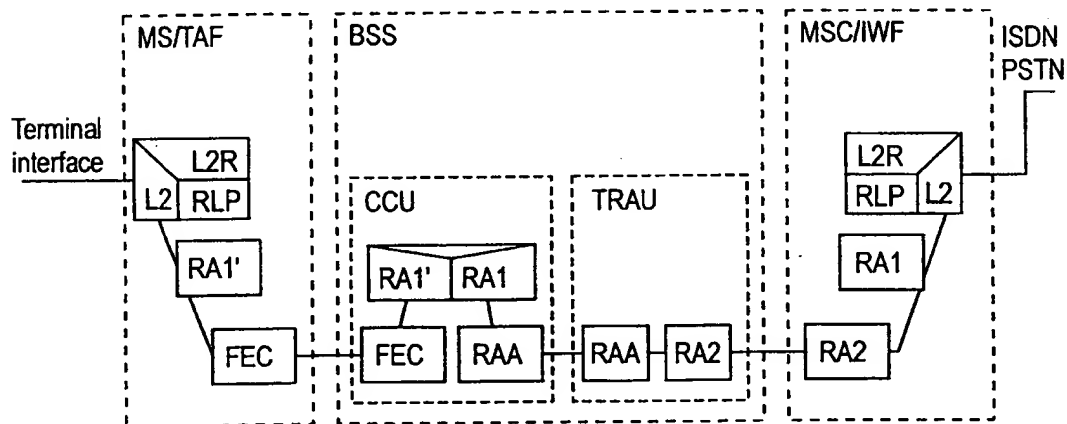 MS/TAF
BSS
MSC/IWF
ISDN
PSTN
Terminal
interface
L2R
L2
RLP
RA1'
FEC
CCU
RA1'
RA1
FEC
RAA
TRAU
RAA
RA2
L2R
RLP
L2
RA1
RA2